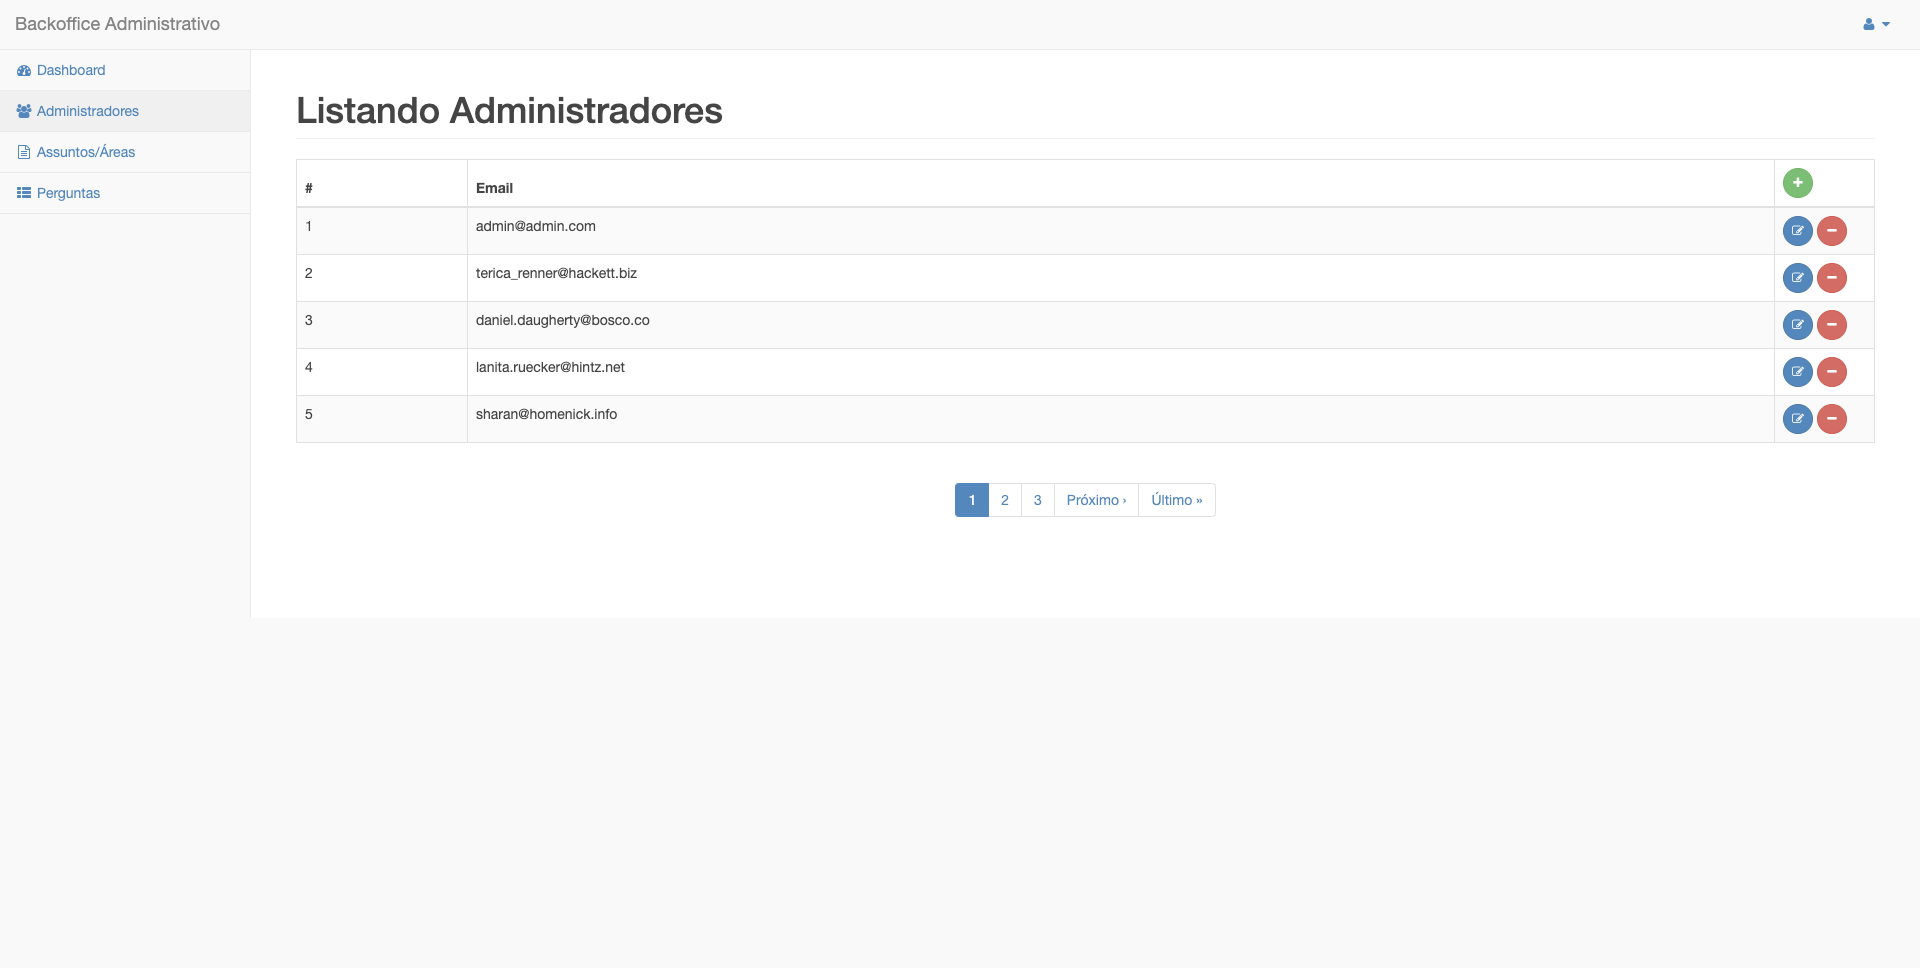 Backoffice Administrativo
Dashboard
Administradores
Assuntos/Áreas
Perguntas
Listando Administradores
# Email
1 admin@admin.com
2 terica_renner@hackett.biz
3 daniel.daugherty@bosco.co
4 lanita.ruecker@hintz.net
5 sharan@homenick.info
1 2 3 Próximo › Último »